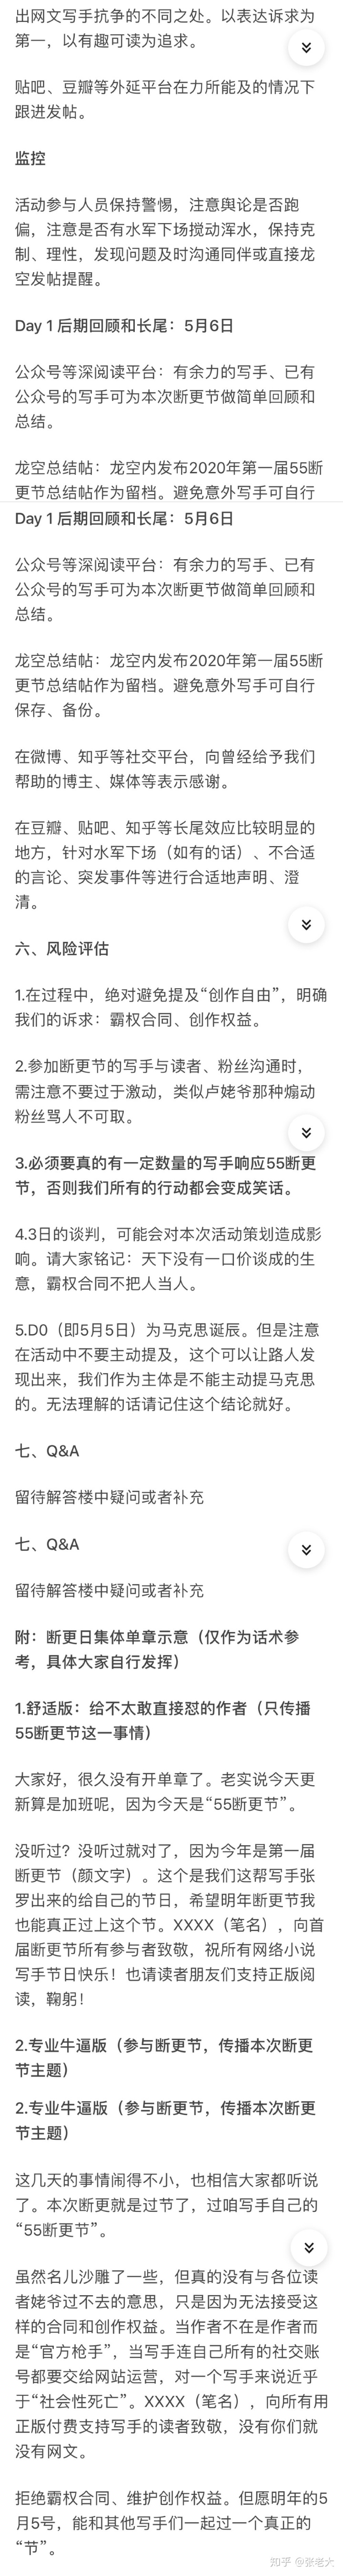 出网文写手抗争的不同之处。以表达诉求为
第一，以有趣可读为追求。
贴吧、豆瓣等外延平台在力所能及的情况下
跟进发帖。
监控
活动参与人员保持警惕，注意舆论是否跑
偏，注意是否有水军下场搅动浑水，保持克
制、理性，发现问题及时沟通同伴或直接龙
空发帖提醒。
Day 1 后期回顾和长尾：5月6日
公众号等深阅读平台：有余力的写手、已有
公众号的写手可为本次断更节做简单回顾和
总结。
龙空总结帖：龙空内发布2020年第一届55断
更节总结帖作为留档。避免意外写手可自行
Day 1 后期回顾和长尾：5月6日
公众号等深阅读平台：有余力的写手、已有
公众号的写手可为本次断更节做简单回顾和
总结。
龙空总结帖：龙空内发布2020年第一届55断
更节总结帖作为留档。避免意外写手可自行
保存、备份。
在微博、知乎等社交平台，向曾经给予我们
帮助的博主、媒体等表示感谢。
在豆瓣、贴吧、知乎等长尾效应比较明显的
地方，针对水军下场（如有的话）、不合适
的言论、突发事件等进行合适地声明、澄
清。
六、风险评估
1.在过程中，绝对避免提及“创作自由”，明确
我们的诉求：霸权合同、创作权益。
2.参加断更节的写手与读者、粉丝沟通时，
需注意不要过于激动，类似卢姥爷那种煽动
粉丝骂人不可取。
3.必须要真的有一定数量的写手响应55断更
节，否则我们所有的行动都会变成笑话。
4.3日的谈判，可能会对本次活动策划造成影
响。请大家铭记：天下没有一口价谈成的生
意，霸权合同不把人当人。
5.D0（即5月5日）为马克思诞辰。但是注意
在活动中不要主动提及，这个可以让路人发
现出来，我们作为主体是不能主动提马克思
的。无法理解的话请记住这个结论就好。
七、Q&A
留待解答楼中疑问或者补充
七、Q&A
留待解答楼中疑问或者补充
附：断更日集体单章示意（仅作为话术参
考，具体大家自行发挥）
1.舒适版：给不太敢直接怼的作者（只传播
55断更节这一事情）
大家好，很久没有开单章了。老实说今天更
新算是加班呢，因为今天是“55断更节”。
没听过？没听过就对了，因为今年是第一届
断更节（颜文字）。这个是我们这帮写手张
罗出来的给自己的节日，希望明年断更节我
也能真正过上这个节。XXXX（笔名），向首
届断更节所有参与者致敬，祝所有网络小说
写手节日快乐！也请读者朋友们支持正版阅
读，鞠躬！
2.专业牛逼版（参与断更节，传播本次断更
节主题）
2.专业牛逼版（参与断更节，传播本次断更
节主题）
这几天的事情闹得不小，也相信大家都听说
了。本次断更就是过节了，过咱写手自己的
“55断更节”。
虽然名儿沙雕了一些，但真的没有与各位读
者姥爷过不去的意思，只是因为无法接受这
样的合同和创作权益。当作者不在是作者而
是“官方枪手”，当写手连自己所有的社交账
号都要交给网站运营，对一个写手来说近乎
于“社会性死亡”。XXXX（笔名），向所有用
正版付费支持写手的读者致敬，没有你们就
没有网文。
拒绝霸权合同、维护创作权益。但愿明年的5
月5号，能和其他写手们一起过一个真正的
“节”。
知乎 @张老大